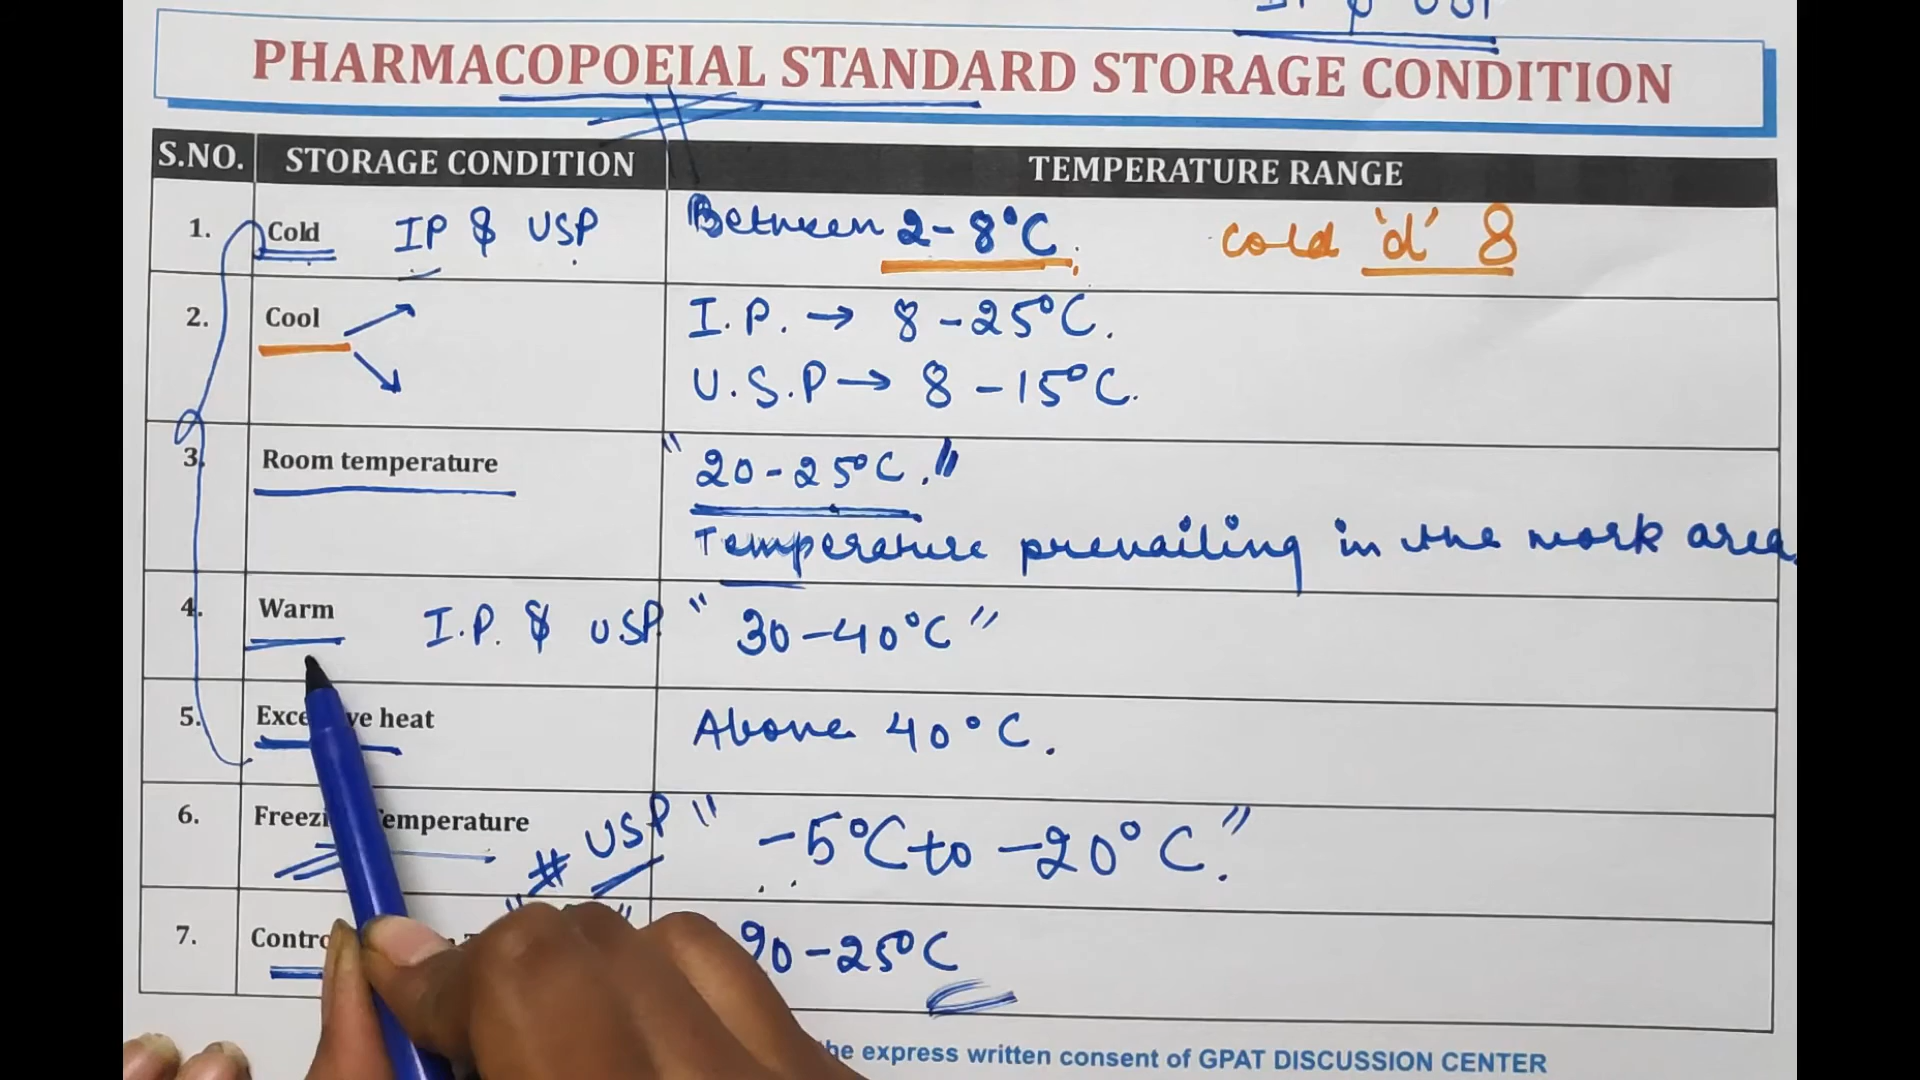 PHARMACOPOEIAL STANDARD STORAGE CONDITION
S.NO. STORAGE CONDITION TEMPERATURE RANGE
1. Cold IP & USP Between 2-8°C. cold 'd' 8
2. Cool I.P. → 8-25°C.
U.S.P → 8-15°C.
3. Room temperature "20-25°C."
Temperature prevailing in the work area.
4. Warm I.P. & USP "30-40°C"
5. heat Above 40°C.
6. # USP "-5°C to -20°C."
7. -25°C
the express written consent of GPAT DISCUSSION CENTER